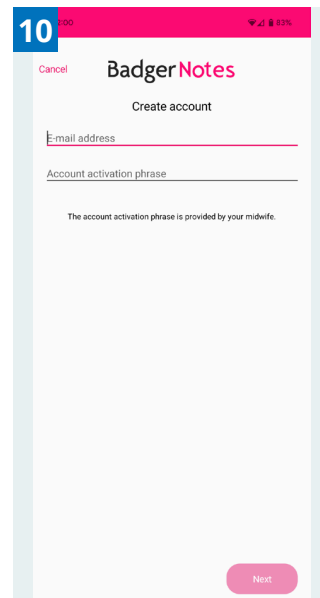 10
:00
83%
Cancel
BadgerNotes
Create account
E-mail address
Account activation phrase
The account activation phrase is provided by your midwife.
Next